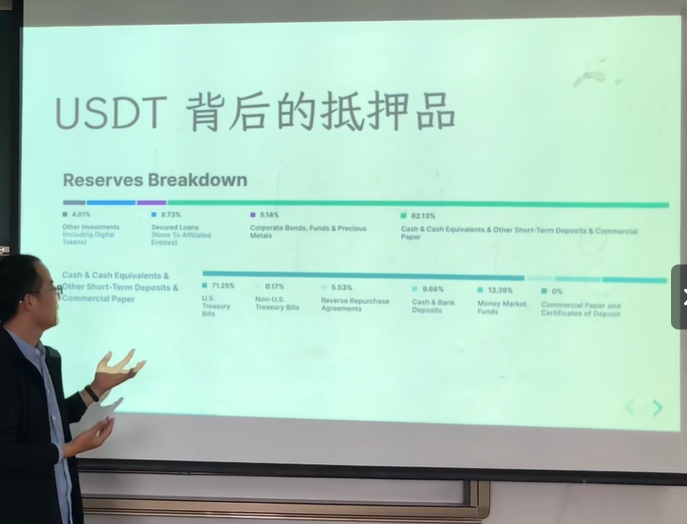 USDT 背后的抵押品
Reserves Breakdown
4.01%
Other Investments
(Including Digital
Tokens)
8.73%
Secured Loans
(None To Affiliated
Entities)
5.14%
Corporate Bonds, Funds & Precious
Metals
82.13%
Cash & Cash Equivalents & Other Short-Term Deposits & Commercial
Paper
Cash & Cash Equivalents &
Other Short-Term Deposits &
Commercial Paper
71.25%
U.S.
Treasury
Bills
0.17%
Non-U.S.
Treasury Bills
5.53%
Reverse Repurchase
Agreements
9.66%
Cash & Bank
Deposits
13.39%
Money Market
Funds
0%
Commercial Paper and
Certificates of Deposit